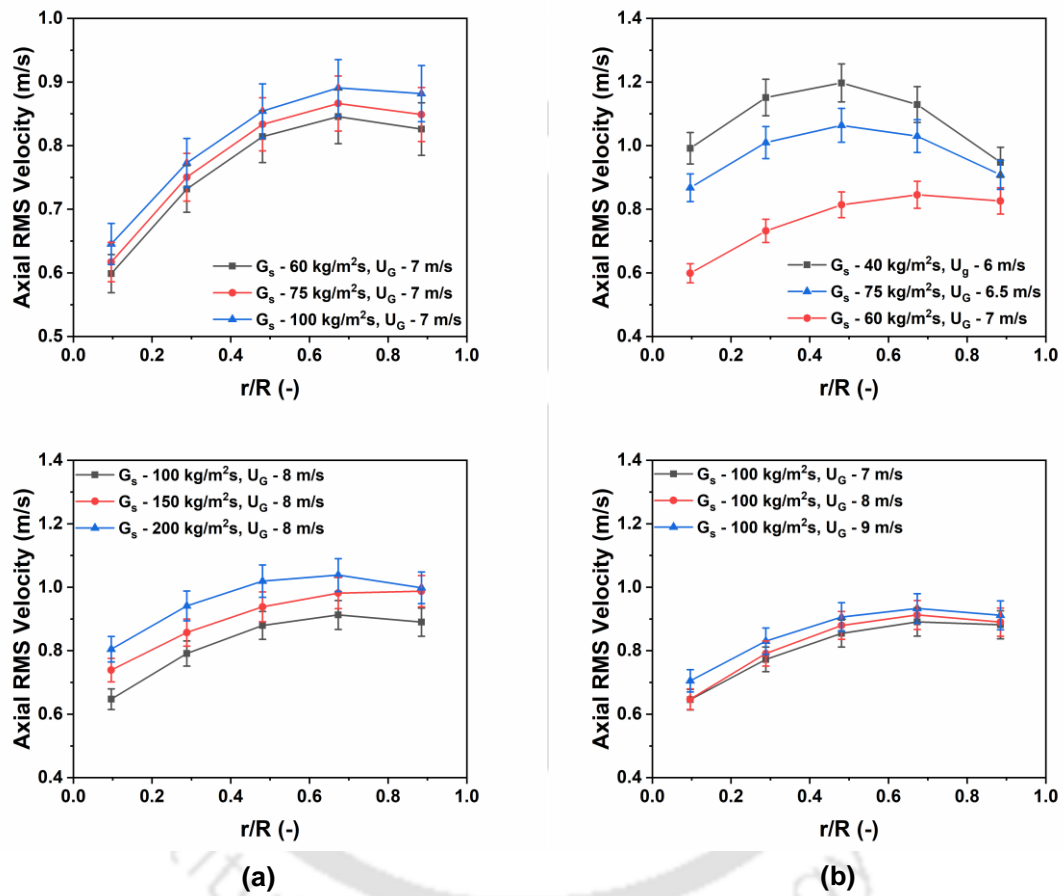 Axial RMS Velocity (m/s)
1.0
0.9
0.8
0.7
0.6
0.5
0.0 0.2 0.4 0.6 0.8 1.0
r/R (-)
Gs - 60 kg/m²s, UG - 7 m/s
Gs - 75 kg/m²s, UG - 7 m/s
Gs - 100 kg/m²s, UG - 7 m/s
Axial RMS Velocity (m/s)
1.4
1.2
1.0
0.8
0.6
0.4
0.0 0.2 0.4 0.6 0.8 1.0
r/R (-)
Gs - 40 kg/m²s, Ug - 6 m/s
Gs - 75 kg/m²s, UG - 6.5 m/s
Gs - 60 kg/m²s, UG - 7 m/s
Axial RMS Velocity (m/s)
1.4
1.2
1.0
0.8
0.6
0.4
0.0 0.2 0.4 0.6 0.8 1.0
r/R (-)
Gs - 100 kg/m²s, UG - 8 m/s
Gs - 150 kg/m²s, UG - 8 m/s
Gs - 200 kg/m²s, UG - 8 m/s
Axial RMS Velocity (m/s)
1.4
1.2
1.0
0.8
0.6
0.4
0.0 0.2 0.4 0.6 0.8 1.0
r/R (-)
Gs - 100 kg/m²s, UG - 7 m/s
Gs - 100 kg/m²s, UG - 8 m/s
Gs - 100 kg/m²s, UG - 9 m/s
(a)
(b)